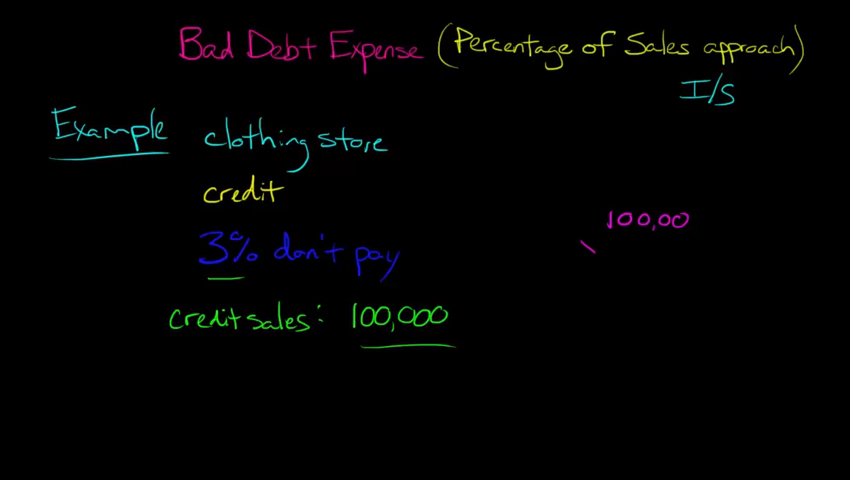 Bad Debt Expense (Percentage of Sales approach)
I/S
Example clothing store
credit
100,00
3% don't pay
credit sales: 100,000